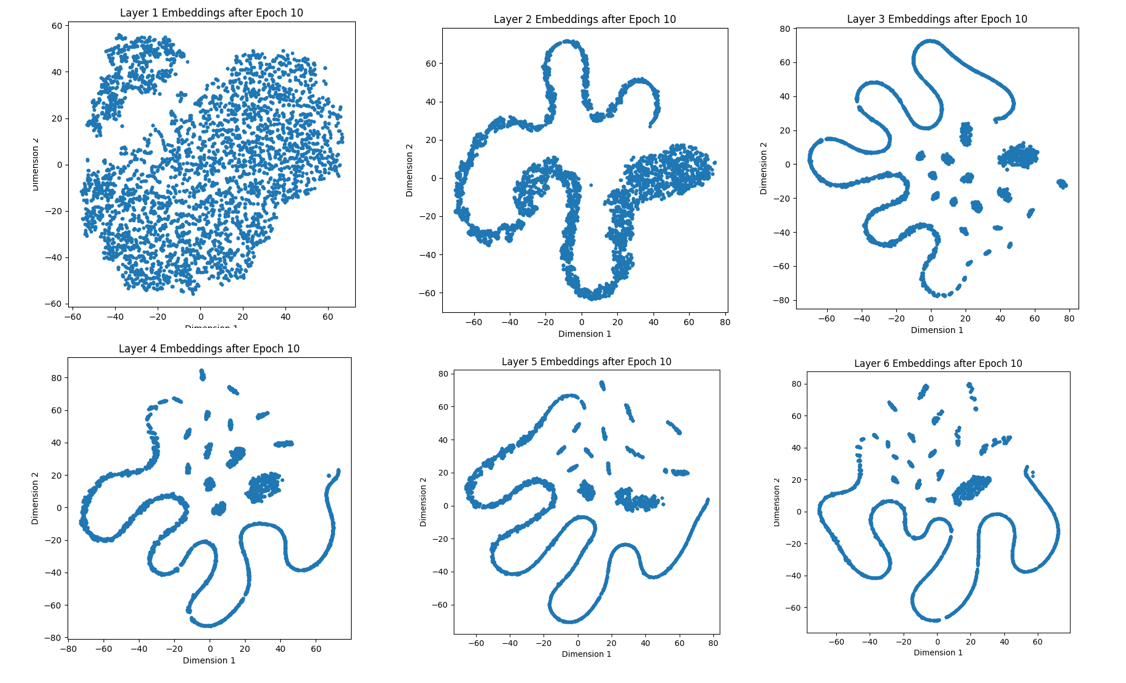 Layer 1 Embeddings after Epoch 10
Layer 2 Embeddings after Epoch 10
Layer 3 Embeddings after Epoch 10
60
40
20
0
−20
−40
−60
Dimension 2
−60 −40 −20 0 20 40 60
Dimension 1
60
40
20
0
−20
−40
−60
Dimension 2
−60 −40 −20 0 20 40 60 80
Dimension 1
80
60
40
20
0
−20
−40
−60
−80
Dimension 2
−60 −40 −20 0 20 40 60 80
Dimension 1
Layer 4 Embeddings after Epoch 10
Layer 5 Embeddings after Epoch 10
Layer 6 Embeddings after Epoch 10
80
60
40
20
0
−20
−40
−60
−80
Dimension 2
−80 −60 −40 −20 0 20 40 60
Dimension 1
80
60
40
20
0
−20
−40
−60
Dimension 2
−60 −40 −20 0 20 40 60 80
Dimension 1
80
60
40
20
0
−20
−40
−60
Dimension 2
−60 −40 −20 0 20 40 60
Dimension 1